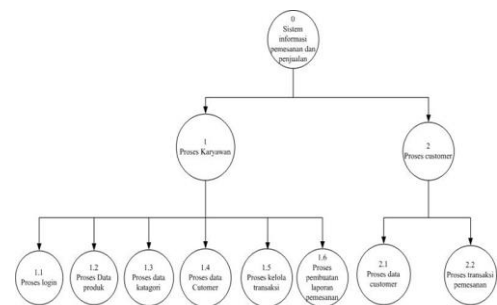 0
Sistem
informasi
pemesanan dan
penjualan
1
Proses Karyawan
2
Proses customer
1.1
Proses login
1.2
Proses Data
produk
1.3
Proses data
katagori
1.4
Proses data
Cutomer
1.5
Proses kelola
transaksi
1.6
Proses
pembuatan
laporan
pemesanan
2.1
Proses data
customer
2.2
Proses transaksi
pemesanan